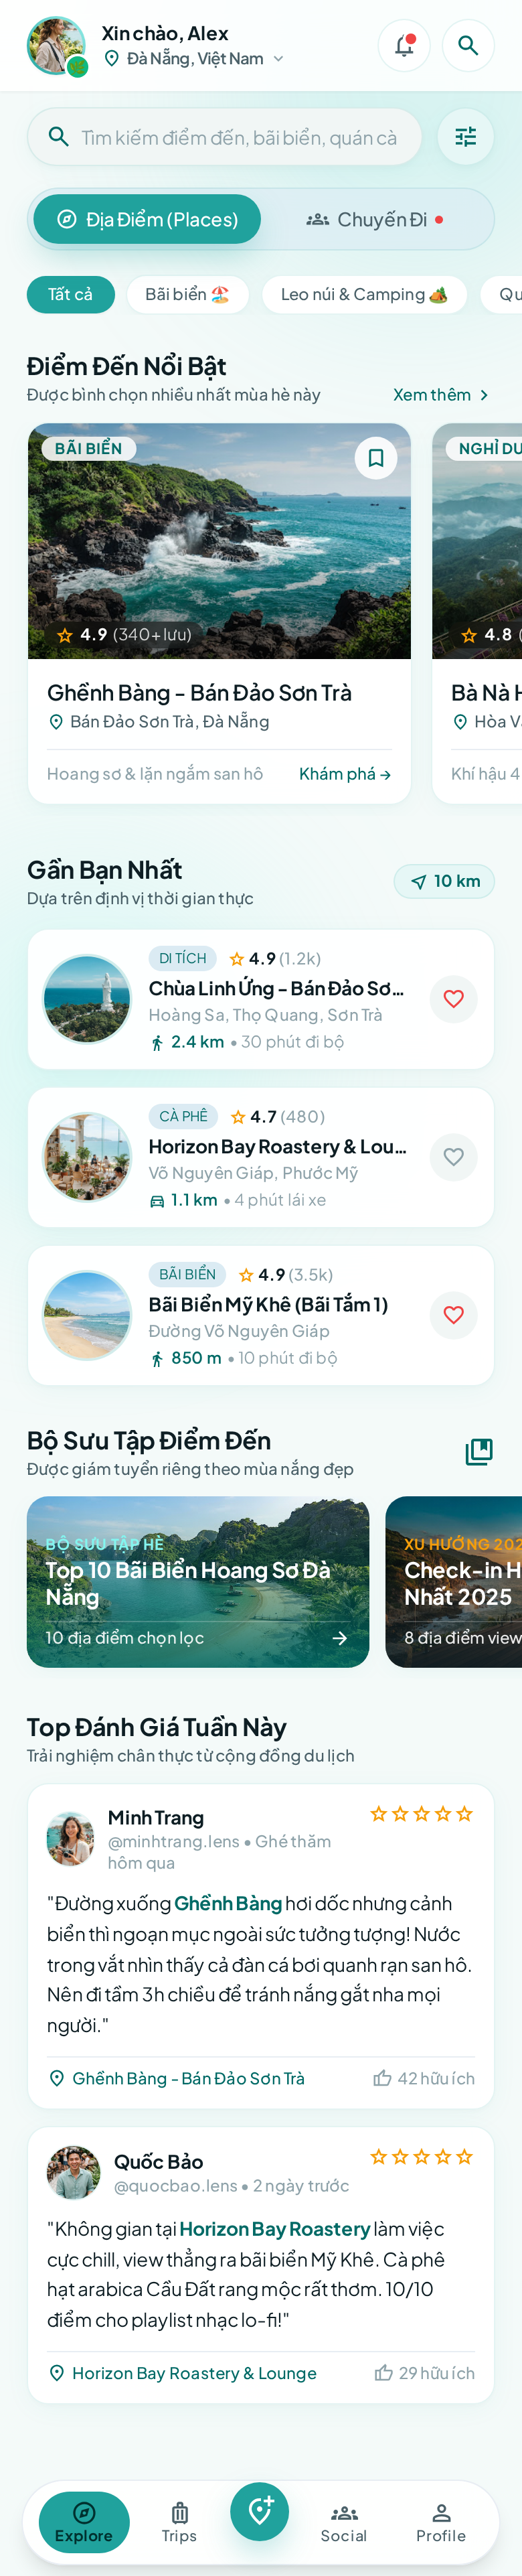 Xin chào, Alex
Đà Nẵng, Việt Nam
Tìm kiếm điểm đến, bãi biển, quán cà
Địa Điểm (Places)
Chuyến Đi
Tất cả
Bãi biển 🏖️
Leo núi & Camping 🏕️
Điểm Đến Nổi Bật
Được bình chọn nhiều nhất mùa hè này
Xem thêm
BÃI BIỂN
4.9 (340+ lưu)
4.8
Ghềnh Bàng - Bán Đảo Sơn Trà
Bán Đảo Sơn Trà, Đà Nẵng
Hoang sơ & lặn ngắm san hô
Khám phá →
Bà Nà
Khí hậu 4
Gần Bạn Nhất
Dựa trên định vị thời gian thực
10 km
DI TÍCH
4.9 (1.2k)
Chùa Linh Ứng - Bán Đảo Sơ...
Hoàng Sa, Thọ Quang, Sơn Trà
2.4 km • 30 phút đi bộ
CÀ PHÊ
4.7 (480)
Horizon Bay Roastery & Lou...
Võ Nguyên Giáp, Phước Mỹ
1.1 km • 4 phút lái xe
BÃI BIỂN
4.9 (3.5k)
Bãi Biển Mỹ Khê (Bãi Tắm 1)
Đường Võ Nguyên Giáp
850 m • 10 phút đi bộ
Bộ Sưu Tập Điểm Đến
Được giám tuyển riêng theo mùa nắng đẹp
BỘ SƯU TẬP HÈ
Top 10 Bãi Biển Hoang Sơ Đà
Nẵng
10 địa điểm chọn lọc
XU HƯỚNG
Check-in
Nhất 2025
8 địa điểm view
Top Đánh Giá Tuần Này
Trải nghiệm chân thực từ cộng đồng du lịch
Minh Trang
@minhtrang.lens • Ghé thăm
hôm qua
"Đường xuống Ghềnh Bàng hơi dốc nhưng cảnh
biển thì ngoạn mục ngoài sức tưởng tượng! Nước
trong vắt nhìn thấy cả đàn cá bơi quanh rạn san hô.
Nên đi tầm 3h chiều để tránh nắng gắt nha mọi
người."
Ghềnh Bàng - Bán Đảo Sơn Trà
42 hữu ích
Quốc Bảo
@quocbao.lens • 2 ngày trước
"Không gian tại Horizon Bay Roastery làm việc
cực chill, view thẳng ra bãi biển Mỹ Khê. Cà phê
hạt arabica Cầu Đất rang mộc rất thơm. 10/10
điểm cho playlist nhạc lo-fi!"
Horizon Bay Roastery & Lounge
29 hữu ích
Explore
Trips
Social
Profile